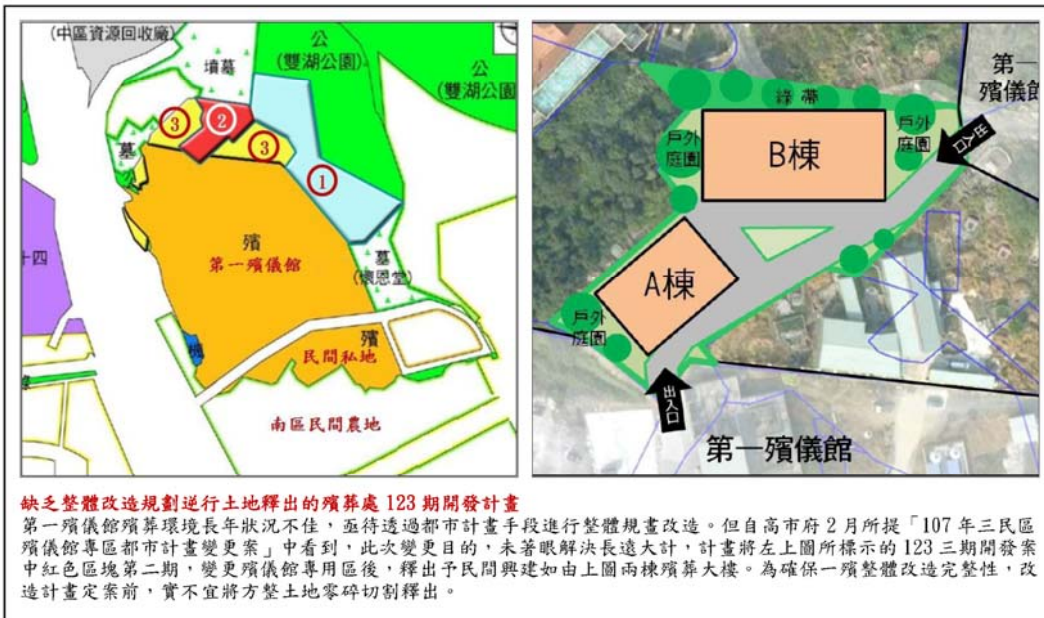 (中區資源回收廠)
墳墓
公
(雙湖公園)
公
(雙湖公園)
③
②
③
①
墓
十四
殯
第一殯儀館
墓
(懷恩堂)
機
殯
民間私地
南區民間農地
第一
殯儀館
綠帶
戶外
庭園
B棟
戶外
庭園
出入口
A棟
戶外
庭園
出入口
第一殯儀館
缺乏整體改造規劃逆行土地釋出的殯葬處 123 期開發計畫
第一殯儀館殯葬環境長年狀況不佳，亟待透過都市計畫手段進行整體規畫改造。但自高市府 2 月所提「107 年三民區
殯儀館專區都市計畫變更案」中看到，此次變更目的，未著眼解決長遠大計，計畫將左上圖所標示的 123 三期開發案
中紅色區塊第二期，變更殯儀館專用區後，釋出予民間興建如由上圖兩棟殯葬大樓。為確保一殯整體改造完整性，改
造計畫定案前，實不宜將方整土地零碎切割釋出。